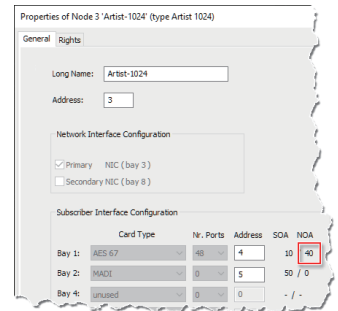 Properties of Node 3 'Artist-1024' (type Artist 1024)
General Rights
Long Name: Artist-1024
Address: 3
Network Interface Configuration
Primary NIC ( bay 3 )
Secondary NIC ( bay 8 )
Subscriber Interface Configuration
Card Type Nr. Ports Address SOA NOA
Bay 1: AES 67 48 4 10 40
Bay 2: MADI 0 5 50 / 0
Bay 4: unused 0 0 - / -